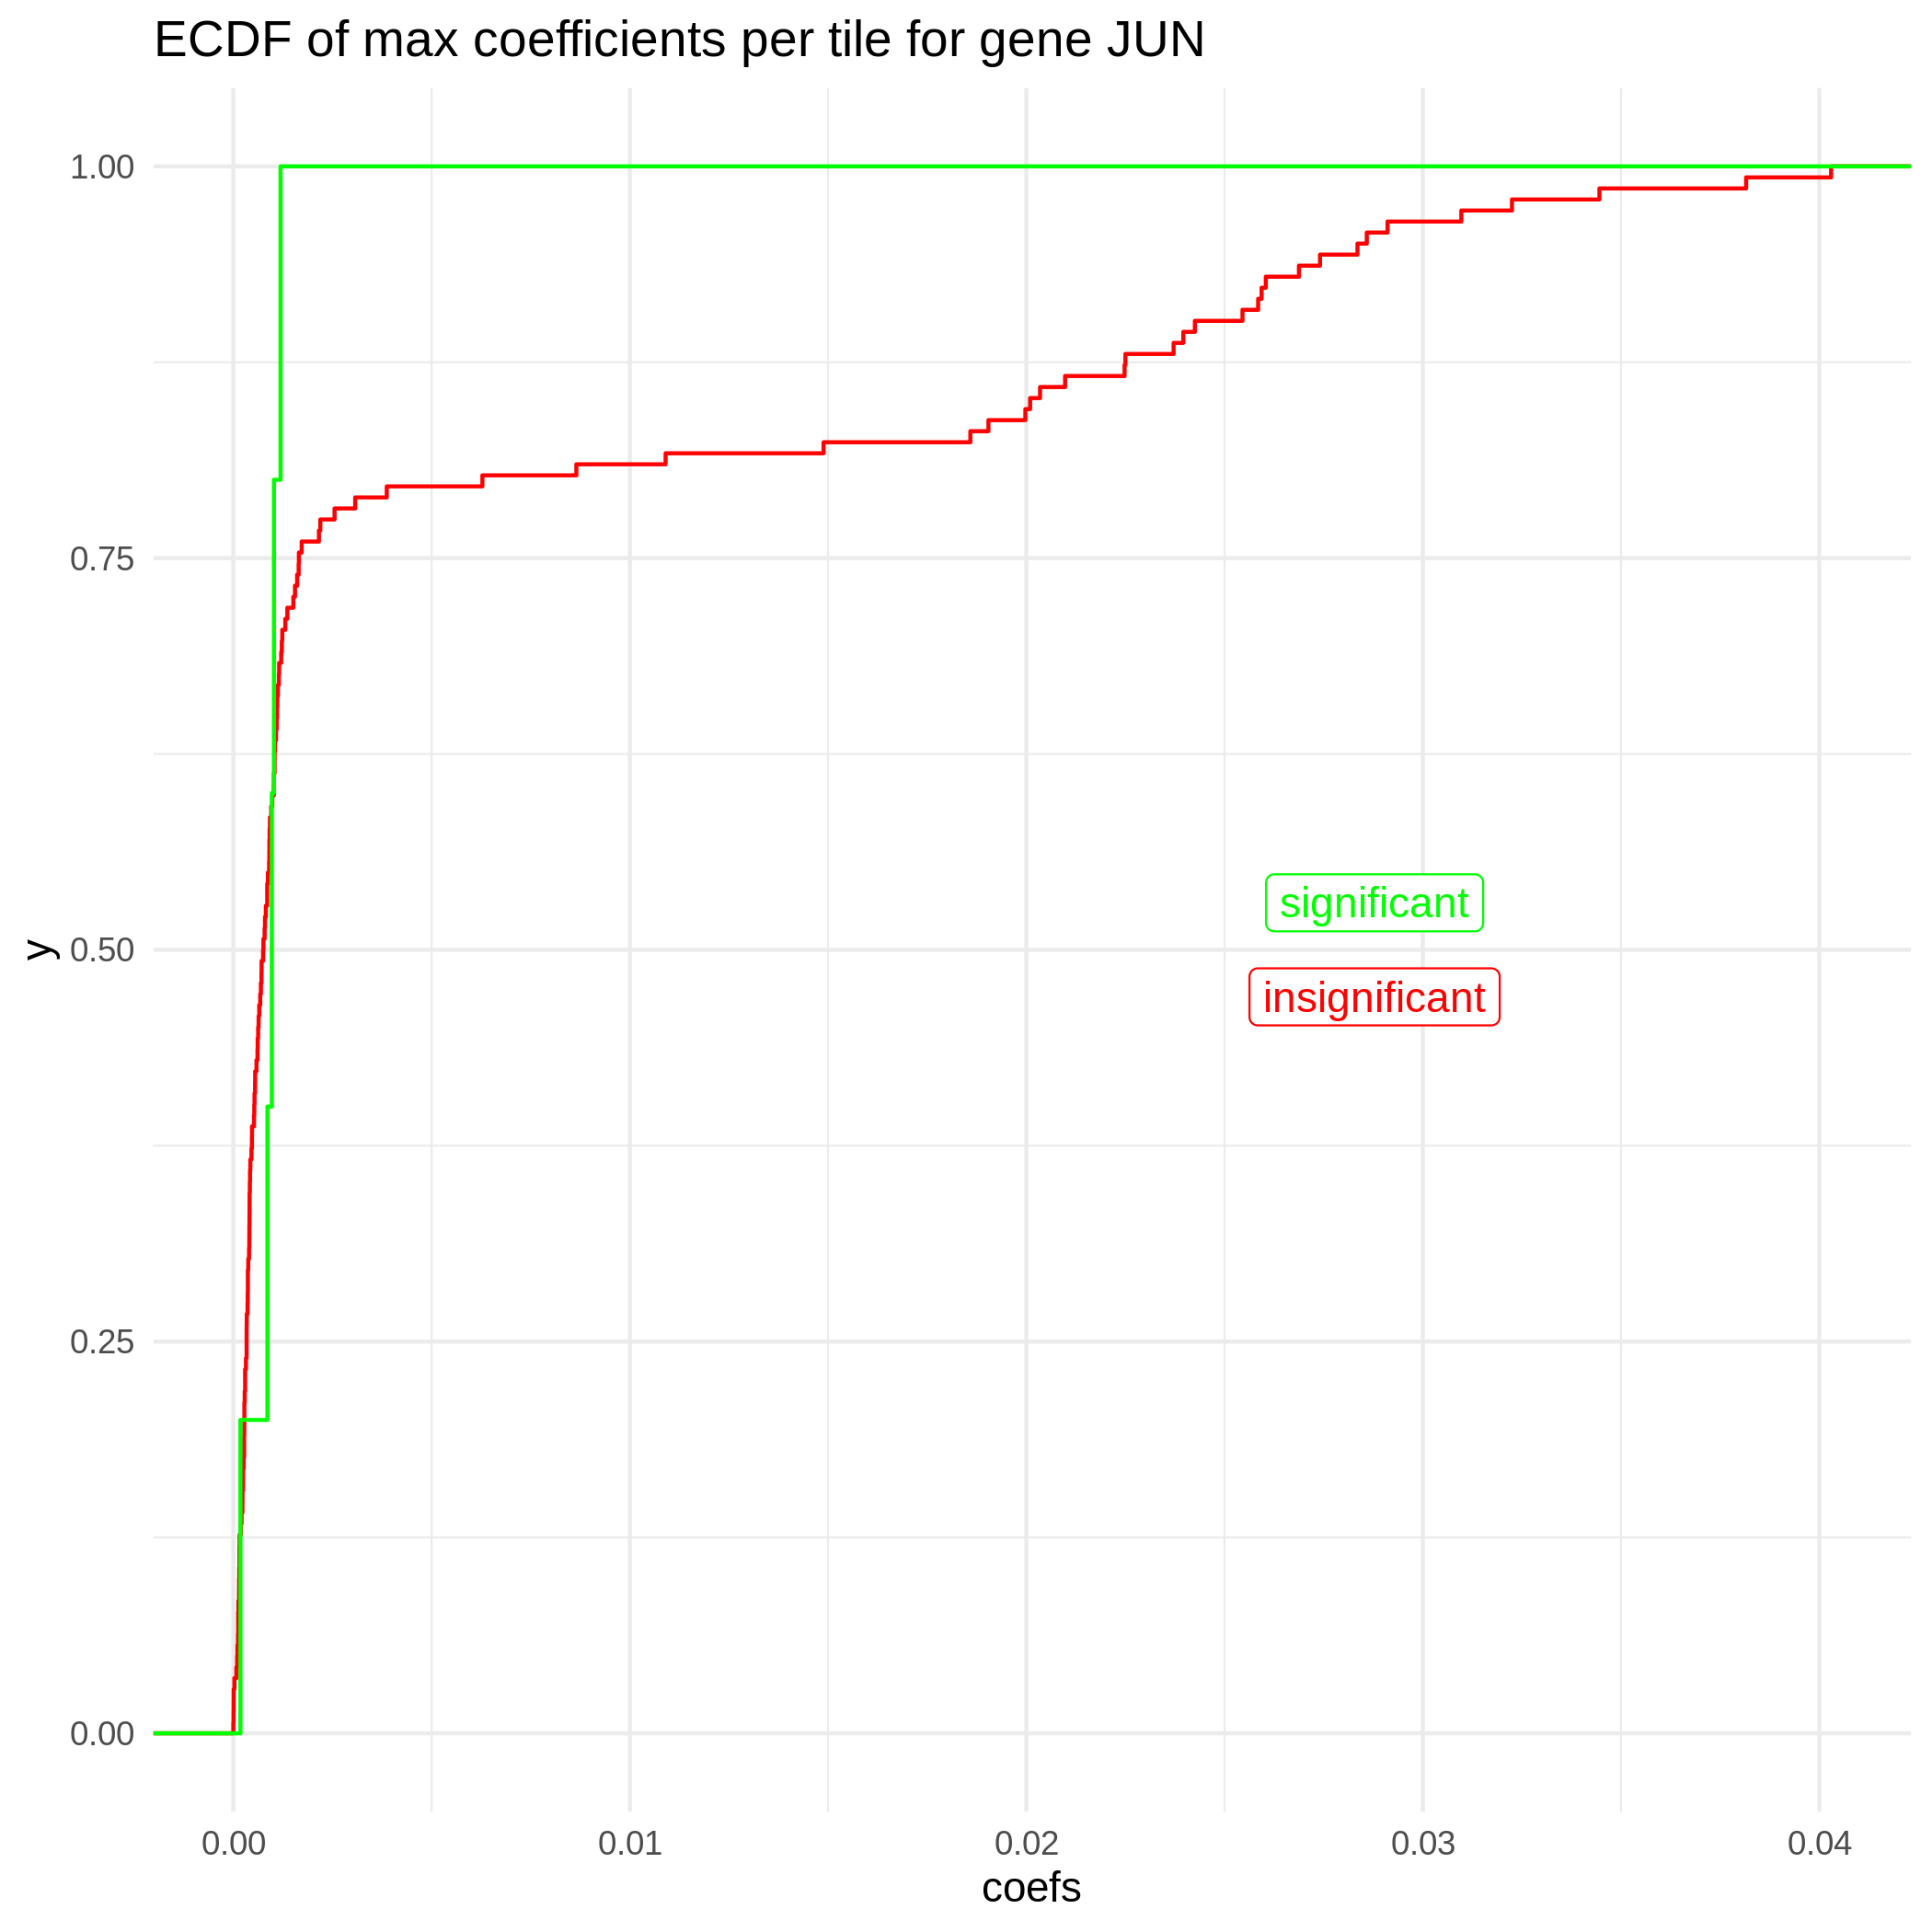 ECDF of max coefficients per tile for gene JUN
1.00
0.75
0.50
0.25
0.00
y
significant
insignificant
0.00 0.01 0.02 0.03 0.04
coefs